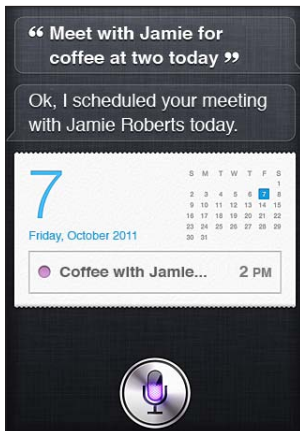 “ Meet with Jamie for
coffee at two today ”
Ok, I scheduled your meeting
with Jamie Roberts today.
7
Friday, October 2011
S M T W T F S
1
2 3 4 5 6 7 8
9 10 11 12 13 14 15
16 17 18 19 20 21 22
23 24 25 26 27 28 29
30 31
Coffee with Jamie... 2 PM